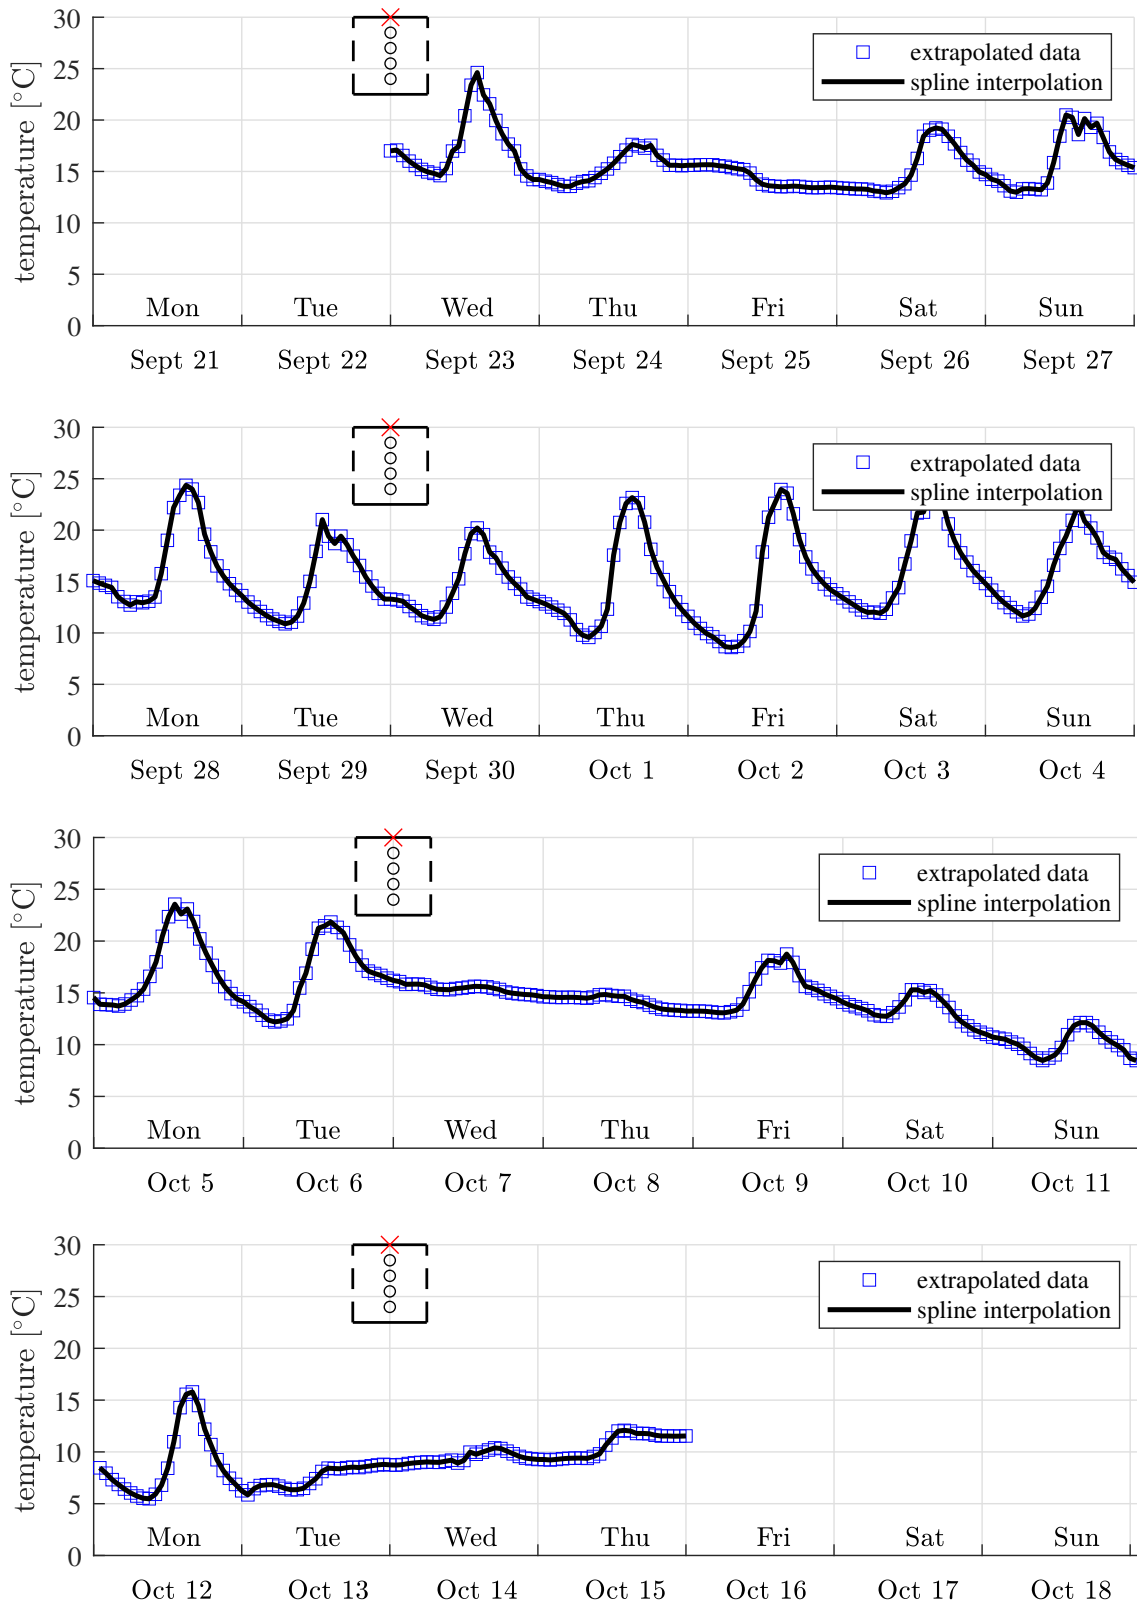 30
25
20
15
10
5
0
temperature [°C]
extrapolated data
spline interpolation
Mon Tue Wed Thu Fri Sat Sun
Sept 21 Sept 22 Sept 23 Sept 24 Sept 25 Sept 26 Sept 27
30
25
20
15
10
5
0
temperature [°C]
extrapolated data
spline interpolation
Mon Tue Wed Thu Fri Sat Sun
Sept 28 Sept 29 Sept 30 Oct 1 Oct 2 Oct 3 Oct 4
30
25
20
15
10
5
0
temperature [°C]
extrapolated data
spline interpolation
Mon Tue Wed Thu Fri Sat Sun
Oct 5 Oct 6 Oct 7 Oct 8 Oct 9 Oct 10 Oct 11
30
25
20
15
10
5
0
temperature [°C]
extrapolated data
spline interpolation
Mon Tue Wed Thu Fri Sat Sun
Oct 12 Oct 13 Oct 14 Oct 15 Oct 16 Oct 17 Oct 18